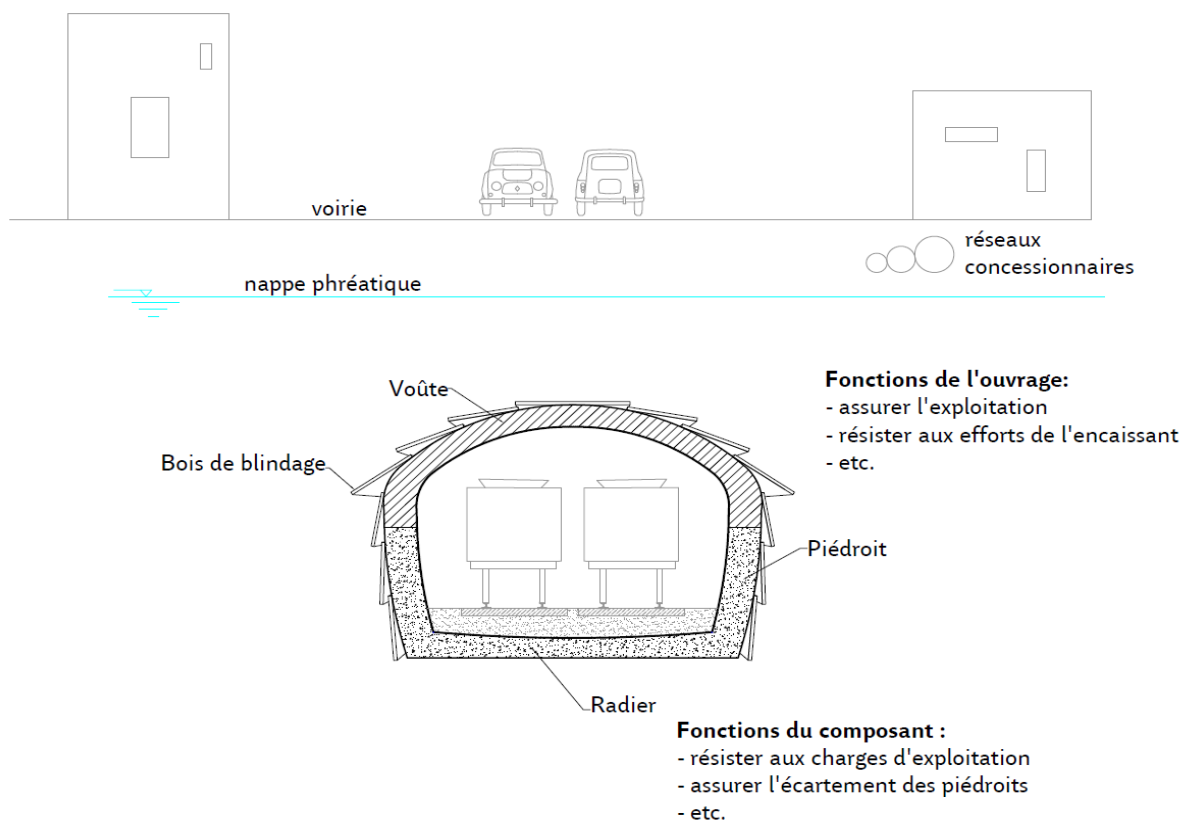 voirie
réseaux
concessionnaires
nappe phréatique
Voûte
Fonctions de l'ouvrage:
- assurer l'exploitation
- résister aux efforts de l'encaissant
- etc.
Bois de blindage
Piédroit
Radier
Fonctions du composant :
- résister aux charges d'exploitation
- assurer l'écartement des piédroits
- etc.